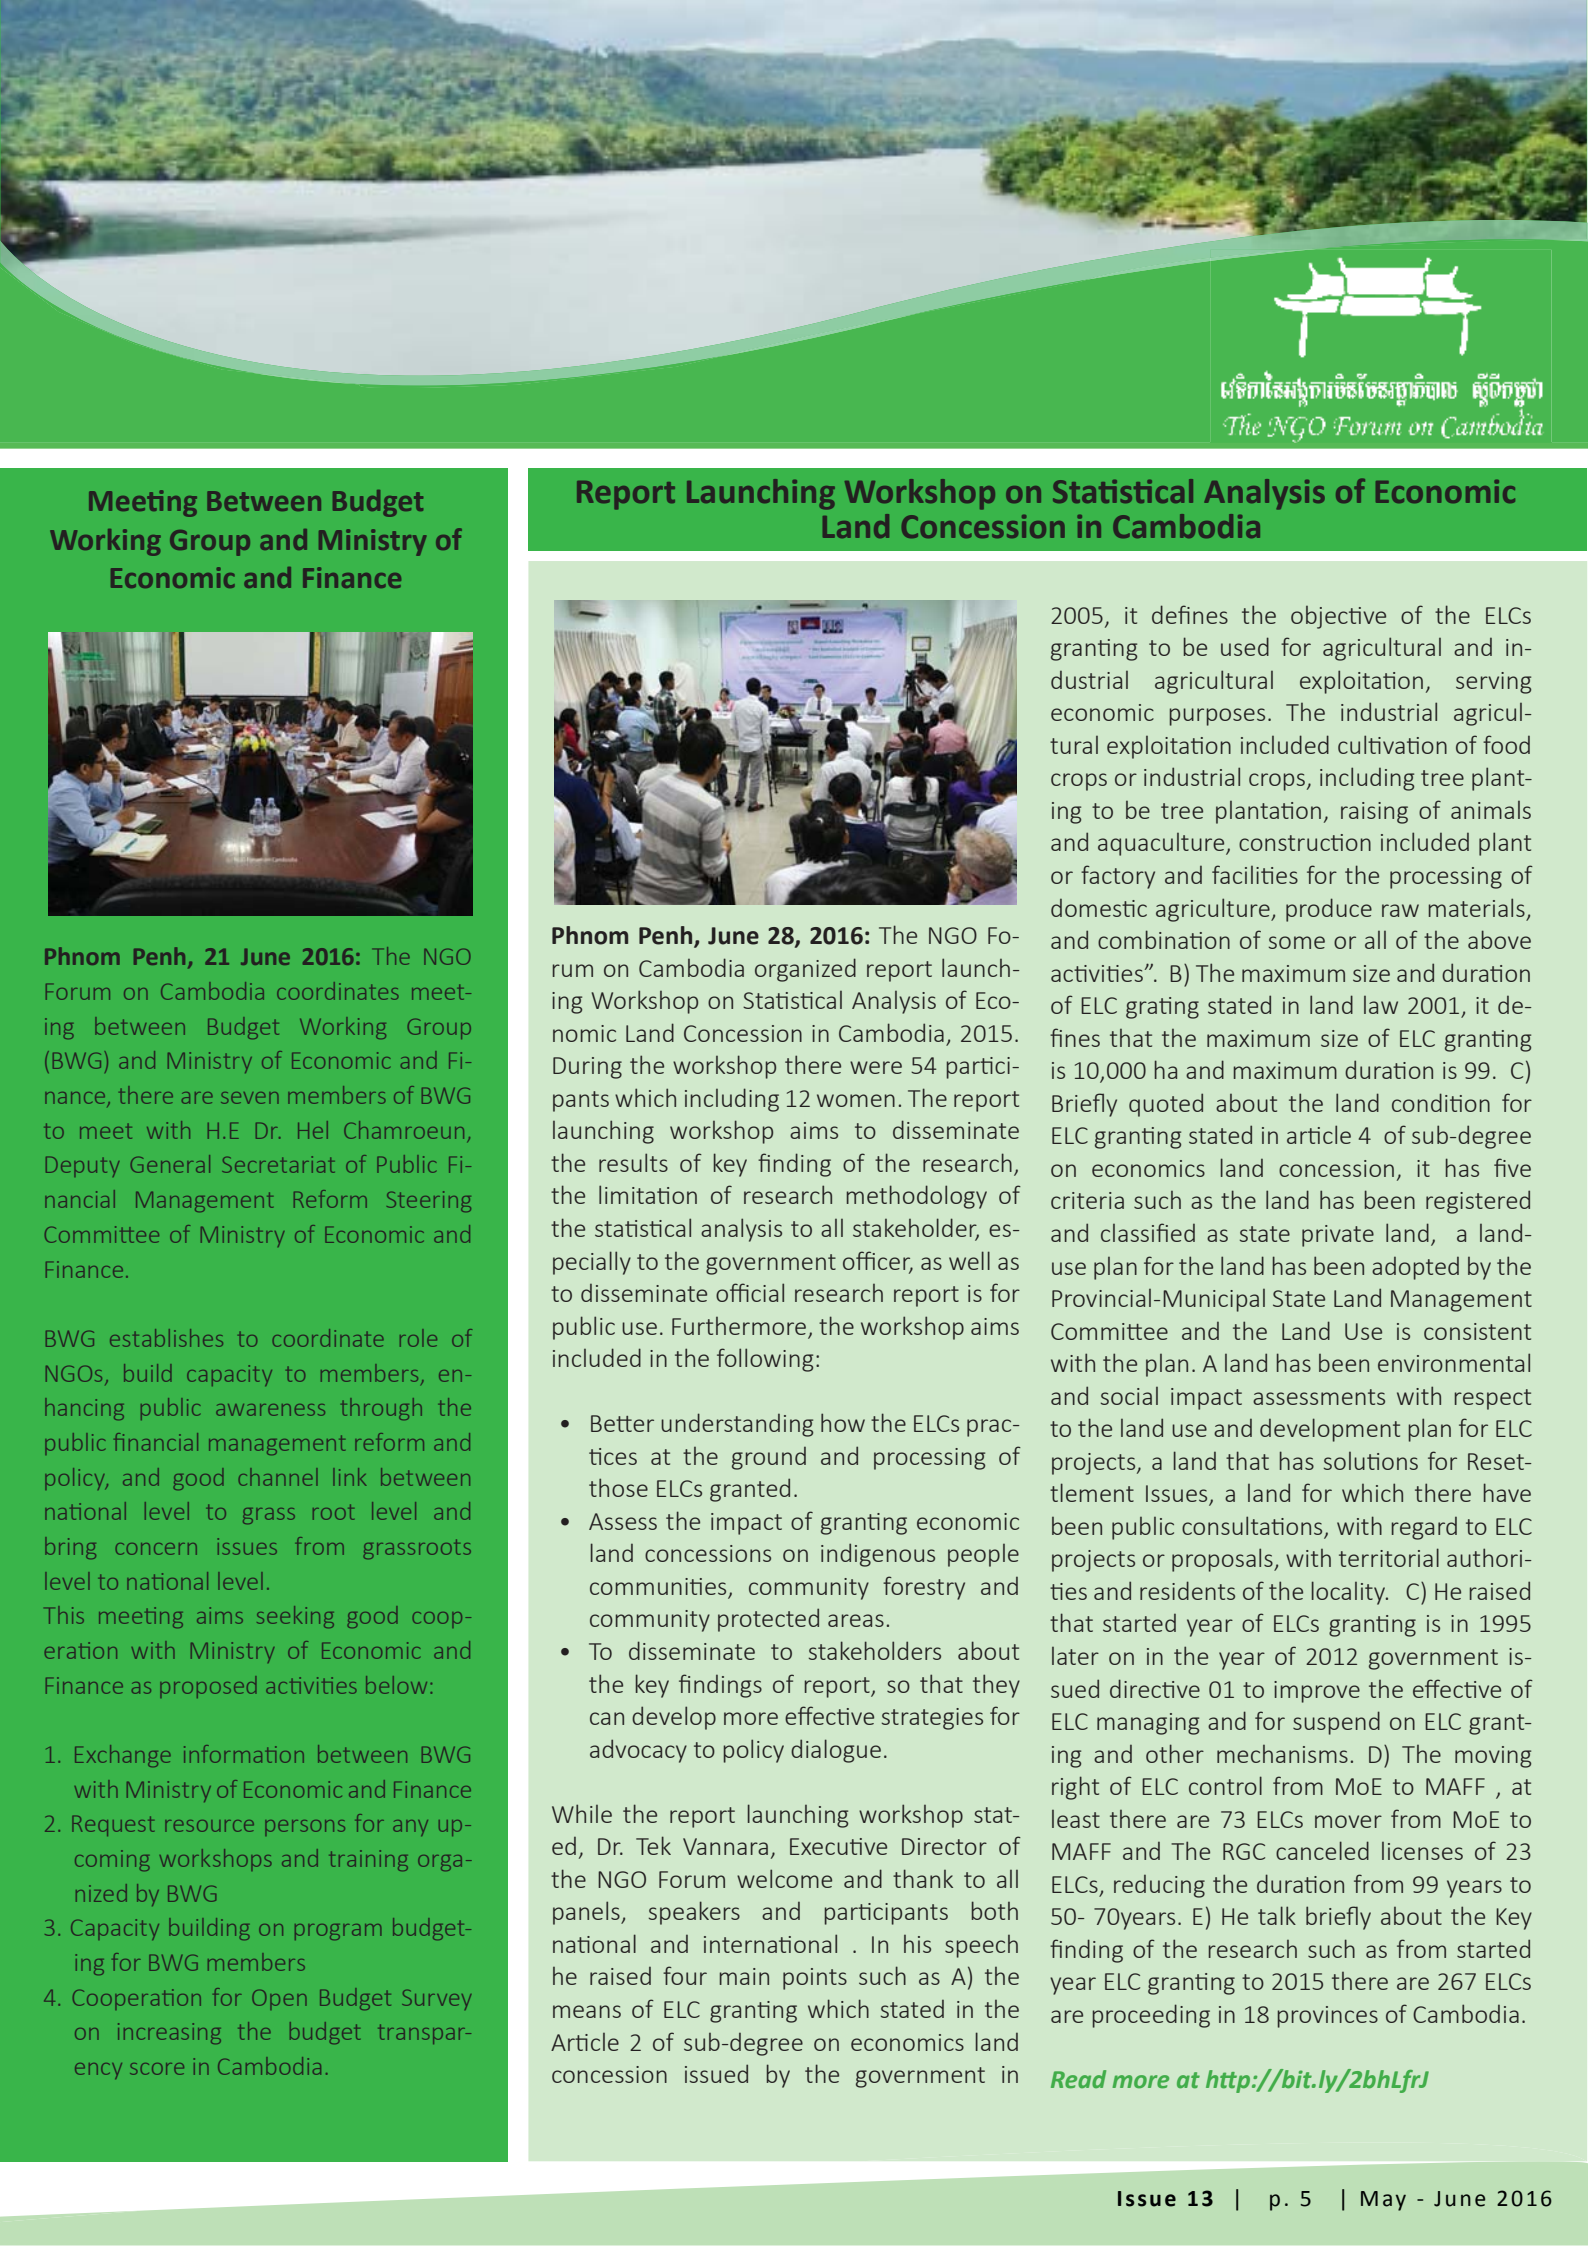 វេទិកានៃអង្គការមិនមែនរដ្ឋាភិបាល ស្ដីពីកម្ពុជា
The NGO Forum on Cambodia
Meeting Between Budget
Working Group and Ministry of
Economic and Finance
Phnom Penh, 21 June 2016: The NGO
Forum on Cambodia coordinates meet-
ing between Budget Working Group
(BWG) and Ministry of Economic and Fi-
nance, there are seven members of BWG
to meet with H.E Dr. Hel Chamroeun,
Deputy General Secretariat of Public Fi-
nancial Management Reform Steering
Committee of Ministry of Economic and
Finance.
BWG establishes to coordinate role of
NGOs, build capacity to members, en-
hancing public awareness through the
public financial management reform and
policy, and good channel link between
national level to grass root level and
bring concern issues from grassroots
level to national level.
This meeting aims seeking good coop-
eration with Ministry of Economic and
Finance as proposed activities below:
1. Exchange information between BWG
with Ministry of Economic and Finance
2. Request resource persons for any up-
coming workshops and training orga-
nized by BWG
3. Capacity building on program budget-
ing for BWG members
4. Cooperation for Open Budget Survey
on increasing the budget transpar-
ency score in Cambodia.
Report Launching Workshop on Statistical Analysis of Economic
Land Concession in Cambodia
Phnom Penh, June 28, 2016: The NGO Fo-
rum on Cambodia organized report launch-
ing Workshop on Statistical Analysis of Eco-
nomic Land Concession in Cambodia, 2015.
During the workshop there were 54 partici-
pants which including 12 women. The report
launching workshop aims to disseminate
the results of key finding of the research,
the limitation of research methodology of
the statistical analysis to all stakeholder, es-
pecially to the government officer, as well as
to disseminate official research report is for
public use. Furthermore, the workshop aims
included in the following:
• Better understanding how the ELCs prac-
tices at the ground and processing of
those ELCs granted.
• Assess the impact of granting economic
land concessions on indigenous people
communities, community forestry and
community protected areas.
• To disseminate to stakeholders about
the key findings of report, so that they
can develop more effective strategies for
advocacy to policy dialogue.
While the report launching workshop stat-
ed, Dr. Tek Vannara, Executive Director of
the NGO Forum welcome and thank to all
panels, speakers and participants both
national and international . In his speech
he raised four main points such as A) the
means of ELC granting which stated in the
Article 2 of sub-degree on economics land
concession issued by the government in
2005, it defines the objective of the ELCs
granting to be used for agricultural and in-
dustrial agricultural exploitation, serving
economic purposes. The industrial agricul-
tural exploitation included cultivation of food
crops or industrial crops, including tree plant-
ing to be tree plantation, raising of animals
and aquaculture, construction included plant
or factory and facilities for the processing of
domestic agriculture, produce raw materials,
and combination of some or all of the above
activities”. B) The maximum size and duration
of ELC grating stated in land law 2001, it de-
fines that the maximum size of ELC granting
is 10,000 ha and maximum duration is 99. C)
Briefly quoted about the land condition for
ELC granting stated in article 4 of sub-degree
on economics land concession, it has five
criteria such as the land has been registered
and classified as state private land, a land-
use plan for the land has been adopted by the
Provincial-Municipal State Land Management
Committee and the Land Use is consistent
with the plan. A land has been environmental
and social impact assessments with respect
to the land use and development plan for ELC
projects, a land that has solutions for Reset-
tlement Issues, a land for which there have
been public consultations, with regard to ELC
projects or proposals, with territorial authori-
ties and residents of the locality. C) He raised
that started year of ELCs granting is in 1995
later on in the year of 2012 government is-
sued directive 01 to improve the effective of
ELC managing and for suspend on ELC grant-
ing and other mechanisms. D) The moving
right of ELC control from MoE to MAFF , at
least there are 73 ELCs mover from MoE to
MAFF and The RGC canceled licenses of 23
ELCs, reducing the duration from 99 years to
50- 70years. E) He talk briefly about the Key
finding of the research such as from started
year ELC granting to 2015 there are 267 ELCs
are proceeding in 18 provinces of Cambodia.
Read more at http://bit.ly/2bhLfrJ
Issue 13 | p. 5 | May - June 2016